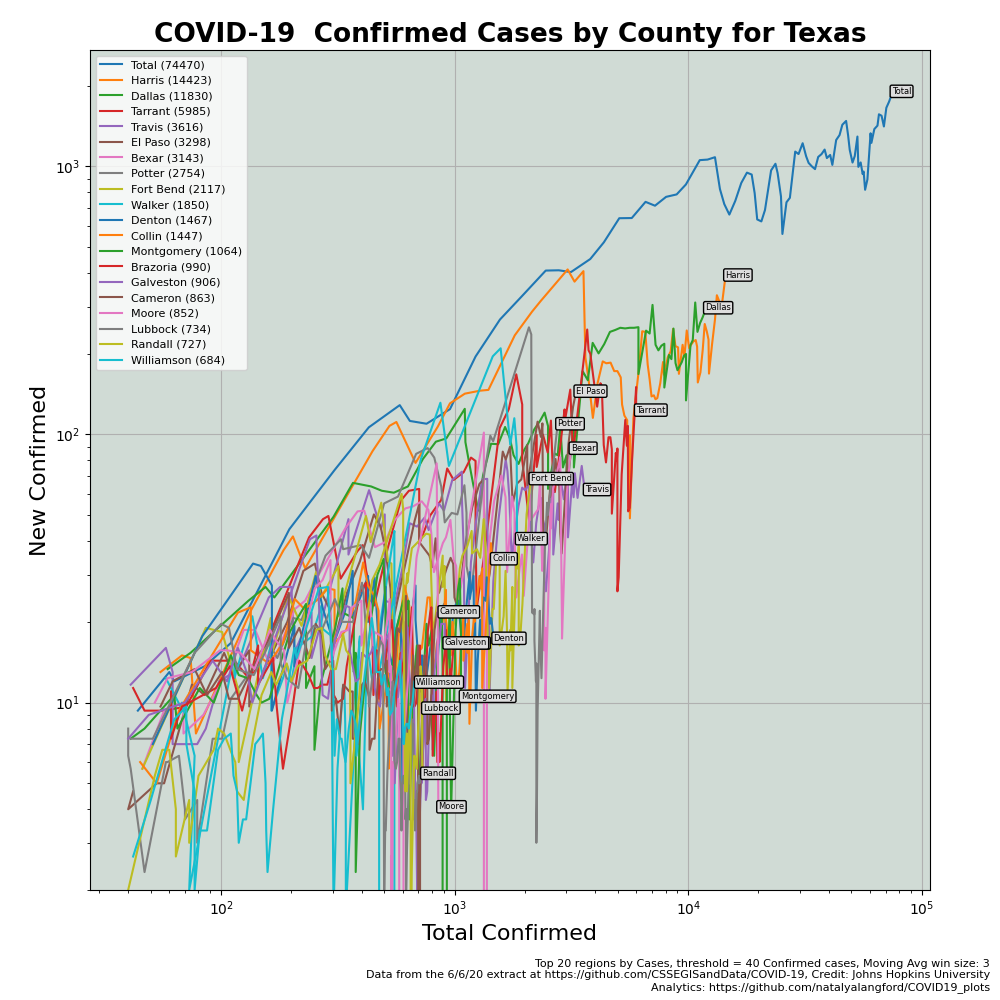 COVID-19  Confirmed Cases by County for Texas
Total (74470)
Harris (14423)
Dallas (11830)
Tarrant (5985)
Travis (3616)
El Paso (3298)
Bexar (3143)
Potter (2754)
Fort Bend (2117)
Walker (1850)
Denton (1467)
Collin (1447)
Montgomery (1064)
Brazoria (990)
Galveston (906)
Cameron (863)
Moore (852)
Lubbock (734)
Randall (727)
Williamson (684)
Total
Harris
Dallas
El Paso
Tarrant
Potter
Bexar
Fort Bend
Travis
Walker
Collin
Cameron
Galveston
Denton
Williamson
Montgomery
Lubbock
Randall
Moore
New Confirmed
10³
10²
10¹
10² 10³ 10⁴ 10⁵
Total Confirmed
Top 20 regions by Cases, threshold = 40 Confirmed cases, Moving Avg win size: 3
Data from the 6/6/20 extract at https://github.com/CSSEGISandData/COVID-19, Credit: Johns Hopkins University
Analytics: https://github.com/natalyalangford/COVID19_plots